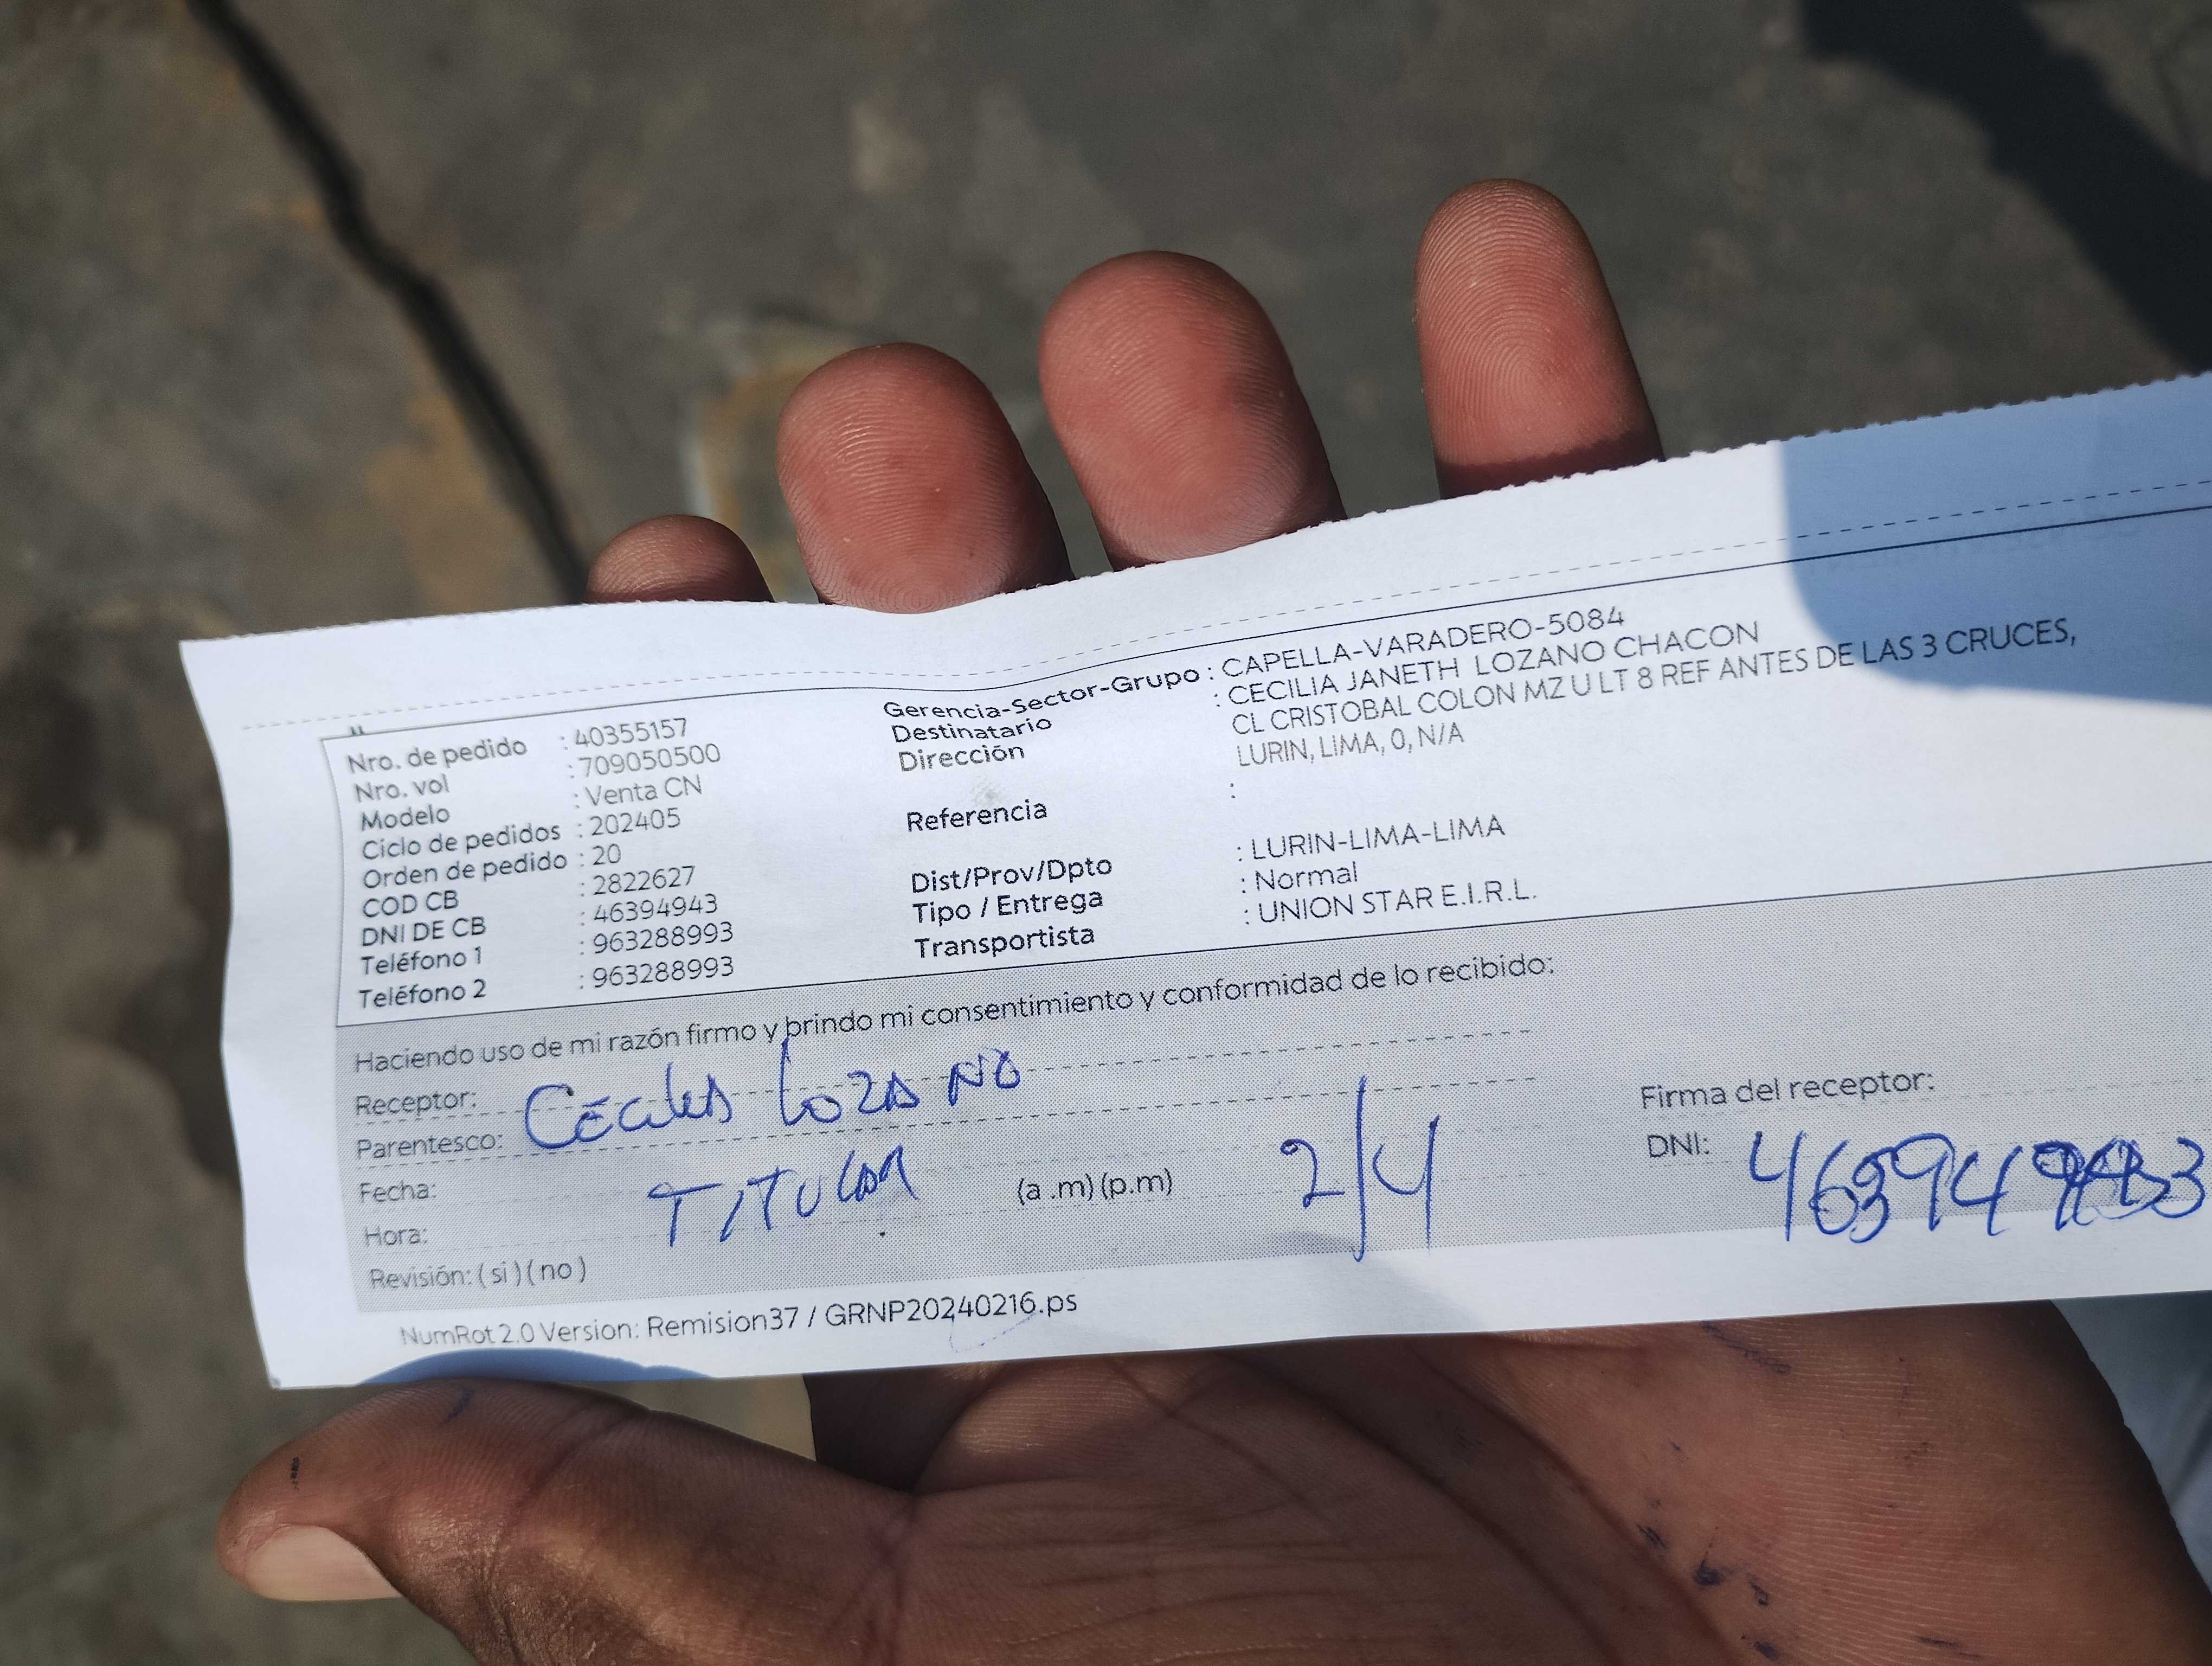 Nro. de pedido : 40355157
Nro. vol : 709050500
Modelo : Venta CN
Ciclo de pedidos : 202405
Orden de pedido : 20
COD CB : 2822627
DNI DE CB : 46394943
Teléfono 1 : 963288993
Teléfono 2 : 963288993
Gerencia-Sector-Grupo : CAPELLA-VARADERO-5084
Destinatario : CECILIA JANETH LOZANO CHACON
Dirección CL CRISTOBAL COLON MZ U LT 8 REF ANTES DE LAS 3 CRUCES,
LURIN, LIMA, 0, N/A
Referencia :
Dist/Prov/Dpto : LURIN-LIMA-LIMA
Tipo / Entrega : Normal
Transportista : UNION STAR E.I.R.L.
Haciendo uso de mi razón firmo y brindo mi consentimiento y conformidad de lo recibido:
Receptor: Lozano
Parentesco: TITULAR
Fecha: 2/4
Hora: (a .m) (p.m)
Revisión: ( si ) ( no )
Firma del receptor:
DNI:
NumRot 2.0 Version: Remision37 / GRNP20240216.ps